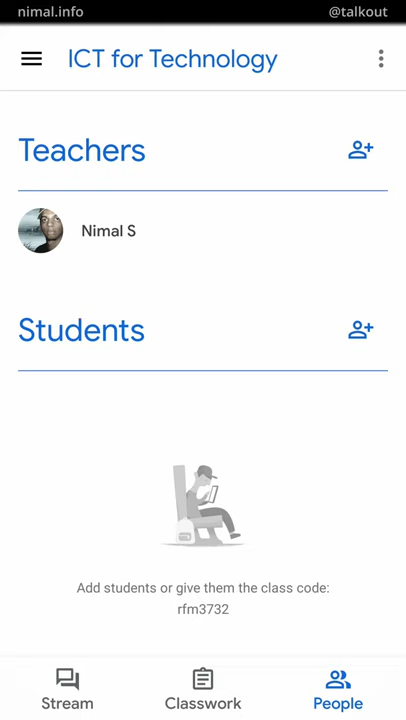 nimal.info
@talkout
ICT for Technology
Teachers
Nimal S
Students
Add students or give them the class code:
rfm3732
Stream
Classwork
People